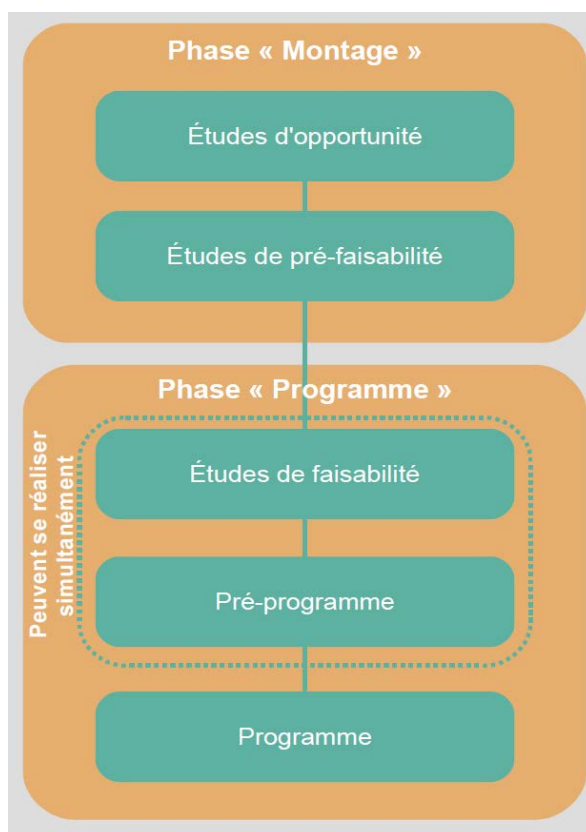 Phase « Montage »
Études d'opportunité
Études de pré-faisabilité
Phase « Programme »
Peuvent se réaliser
simultanément
Études de faisabilité
Pré-programme
Programme